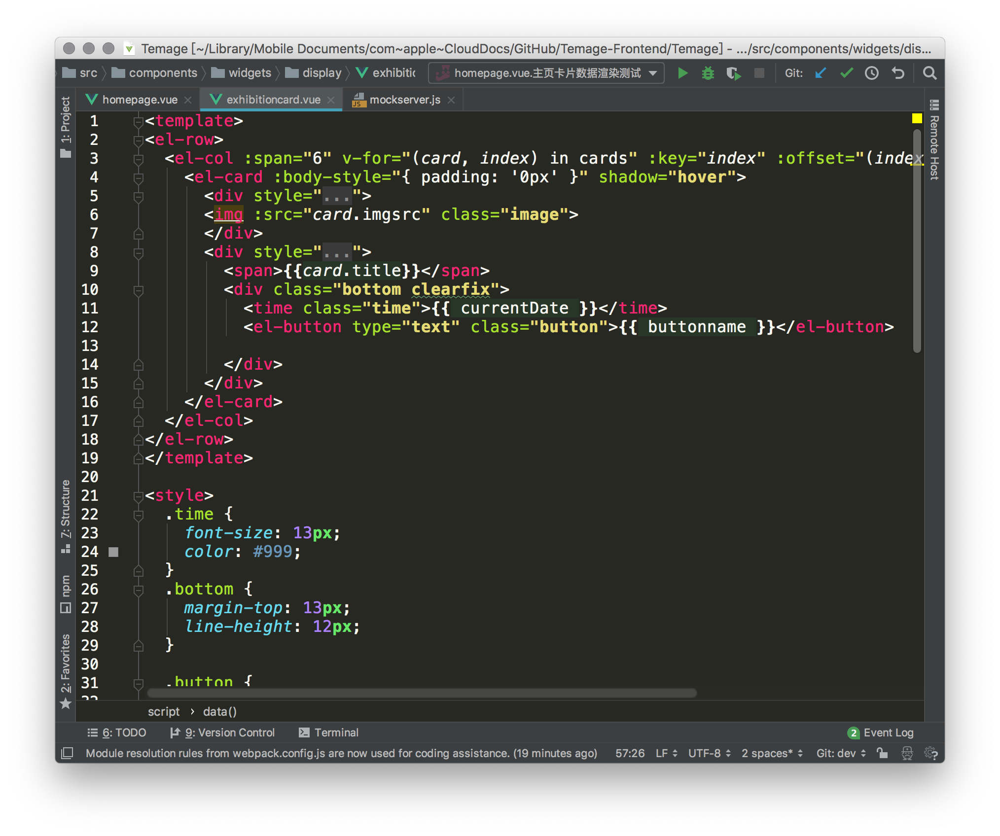 Temage [~/Library/Mobile Documents/com~apple~CloudDocs/GitHub/Temage-Frontend/Temage] - .../src/components/widgets/dis...
src components widgets display exhibitic homepage.vue.主页卡片数据渲染测试 Git:
homepage.vue exhibitioncard.vue JS mockserver.js
1: Project
7: Structure
npm
2: Favorites
Remote Host
1 <template>
2 <el-row>
3 <el-col :span="6" v-for="(card, index) in cards" :key="index" :offset="(index
4 <el-card :body-style="{ padding: '0px' }" shadow="hover">
5 <div style="...">
6 <img :src="card.imgsrc" class="image">
7 </div>
8 <div style="...">
9 <span>{{card.title}}</span>
10 <div class="bottom clearfix">
11 <time class="time">{{ currentDate }}</time>
12 <el-button type="text" class="button">{{ buttonname }}</el-button>
13
14 </div>
15 </div>
16 </el-card>
17 </el-col>
18 </el-row>
19 </template>
20
21 <style>
22 .time {
23 font-size: 13px;
24 color: #999;
25 }
26 .bottom {
27 margin-top: 13px;
28 line-height: 12px;
29 }
30
31 .button {
32
script › data()
6: TODO 9: Version Control Terminal 2 Event Log
Module resolution rules from webpack.config.js are now used for coding assistance. (19 minutes ago) 57:26 LF UTF-8 2 spaces* Git: dev